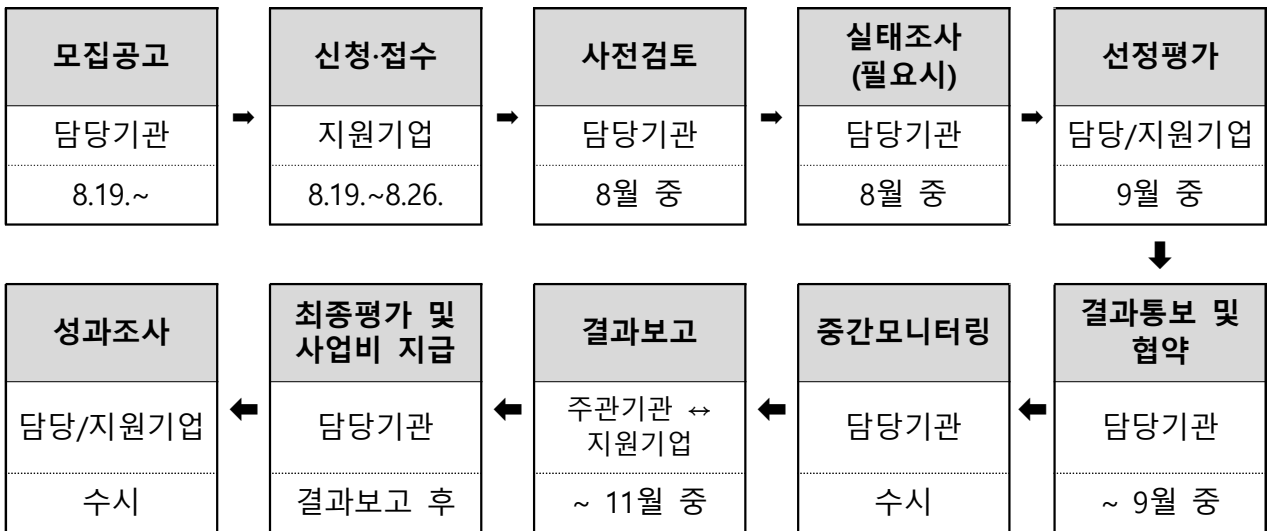 모집공고
담당기관
8.19.~
➡
신청·접수
지원기업
8.19.~8.26.
➡
사전검토
담당기관
8월 중
➡
실태조사
(필요시)
담당기관
8월 중
➡
선정평가
담당/지원기업
9월 중
⬇
결과통보 및
협약
담당기관
~ 9월 중
⬅
중간모니터링
담당기관
수시
⬅
결과보고
주관기관 ↔
지원기업
~ 11월 중
⬅
최종평가 및
사업비 지급
담당기관
결과보고 후
⬅
성과조사
담당/지원기업
수시